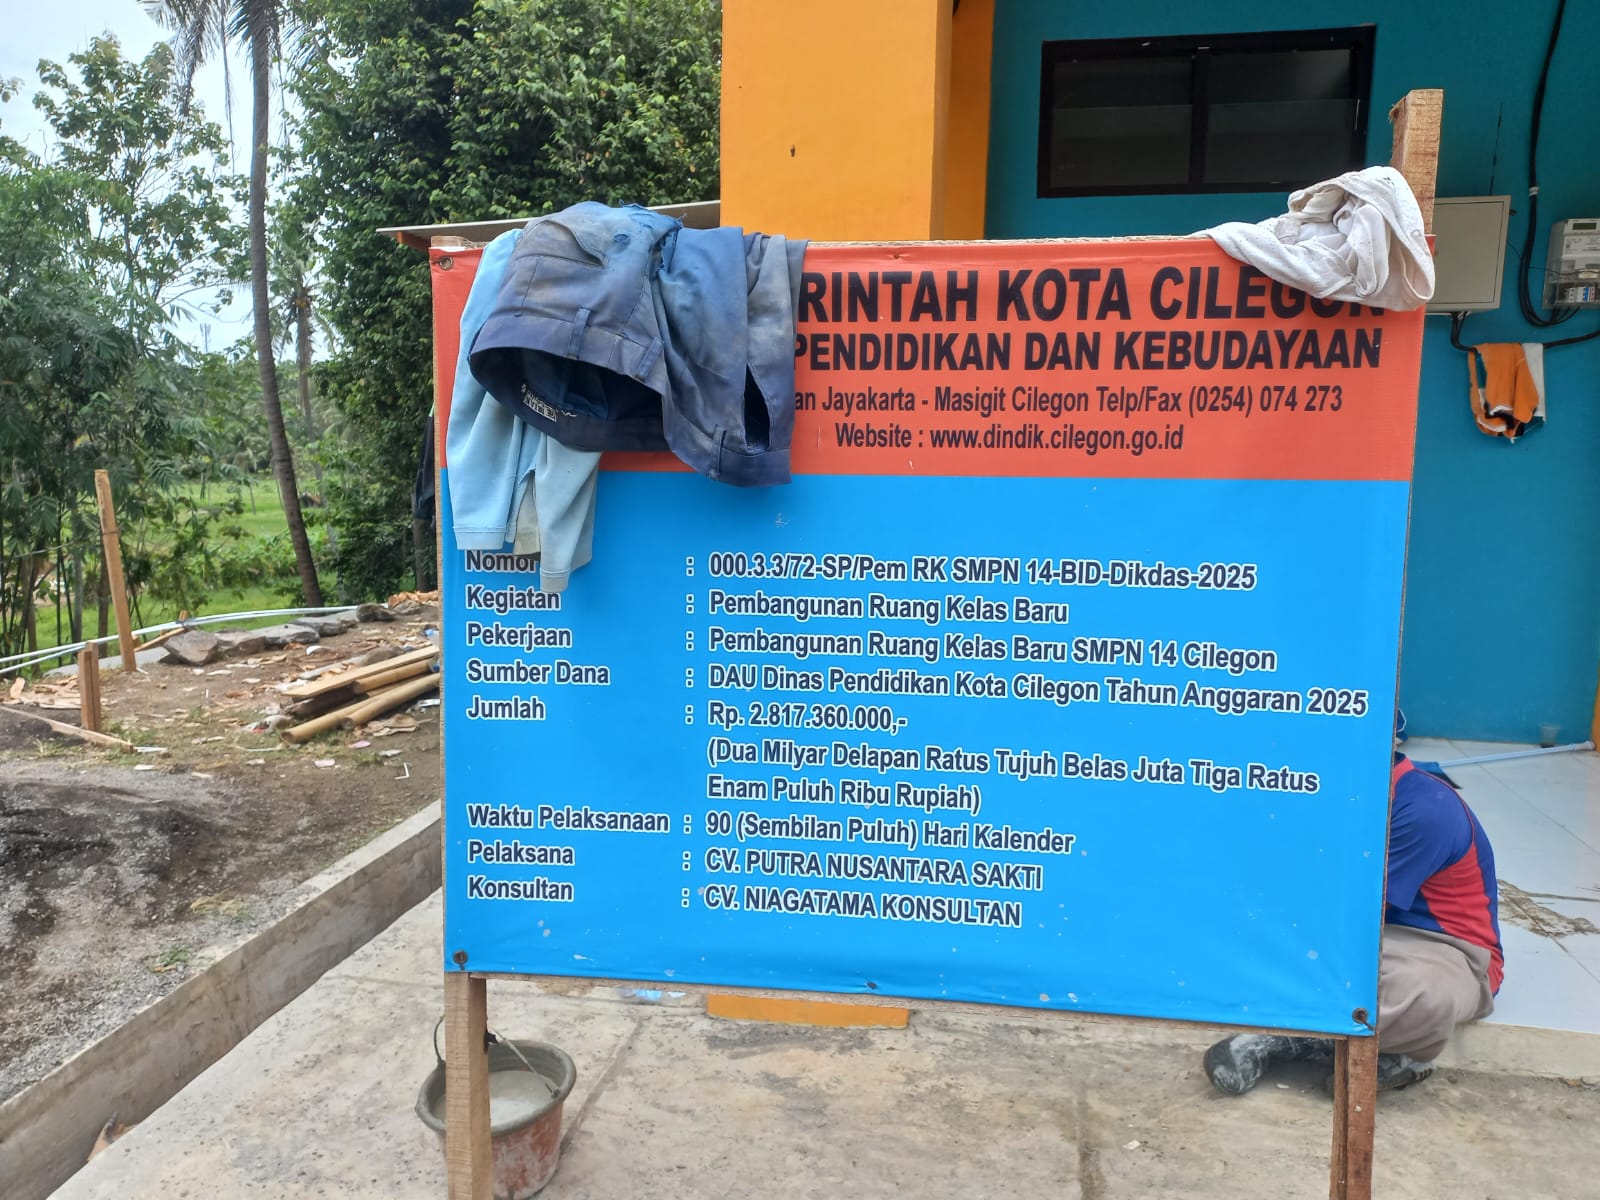 RINTAH KOTA CILEGON
PENDIDIKAN DAN KEBUDAYAAN
an Jayakarta - Masigit Cilegon Telp/Fax (0254) 074 273
Website : www.dindik.cilegon.go.id
Nomor : 000.3.3/72-SP/Pem RK SMPN 14-BID-Dikdas-2025
Kegiatan : Pembangunan Ruang Kelas Baru
Pekerjaan : Pembangunan Ruang Kelas Baru SMPN 14 Cilegon
Sumber Dana : DAU Dinas Pendidikan Kota Cilegon Tahun Anggaran 2025
Jumlah : Rp. 2.817.360.000,-
(Dua Milyar Delapan Ratus Tujuh Belas Juta Tiga Ratus
Enam Puluh Ribu Rupiah)
Waktu Pelaksanaan : 90 (Sembilan Puluh) Hari Kalender
Pelaksana : CV. PUTRA NUSANTARA SAKTI
Konsultan : CV. NIAGATAMA KONSULTAN